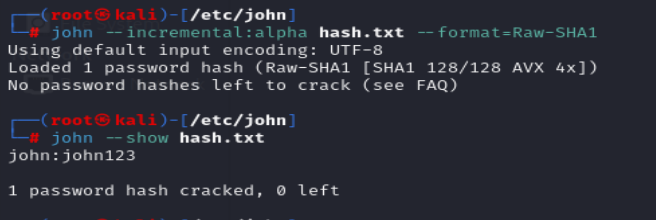 ┌──(root㉿kali)-[/etc/john]
└─# john --incremental:alpha hash.txt --format=Raw-SHA1
Using default input encoding: UTF-8
Loaded 1 password hash (Raw-SHA1 [SHA1 128/128 AVX 4x])
No password hashes left to crack (see FAQ)
┌──(root㉿kali)-[/etc/john]
└─# john --show hash.txt
john:john123
1 password hash cracked, 0 left